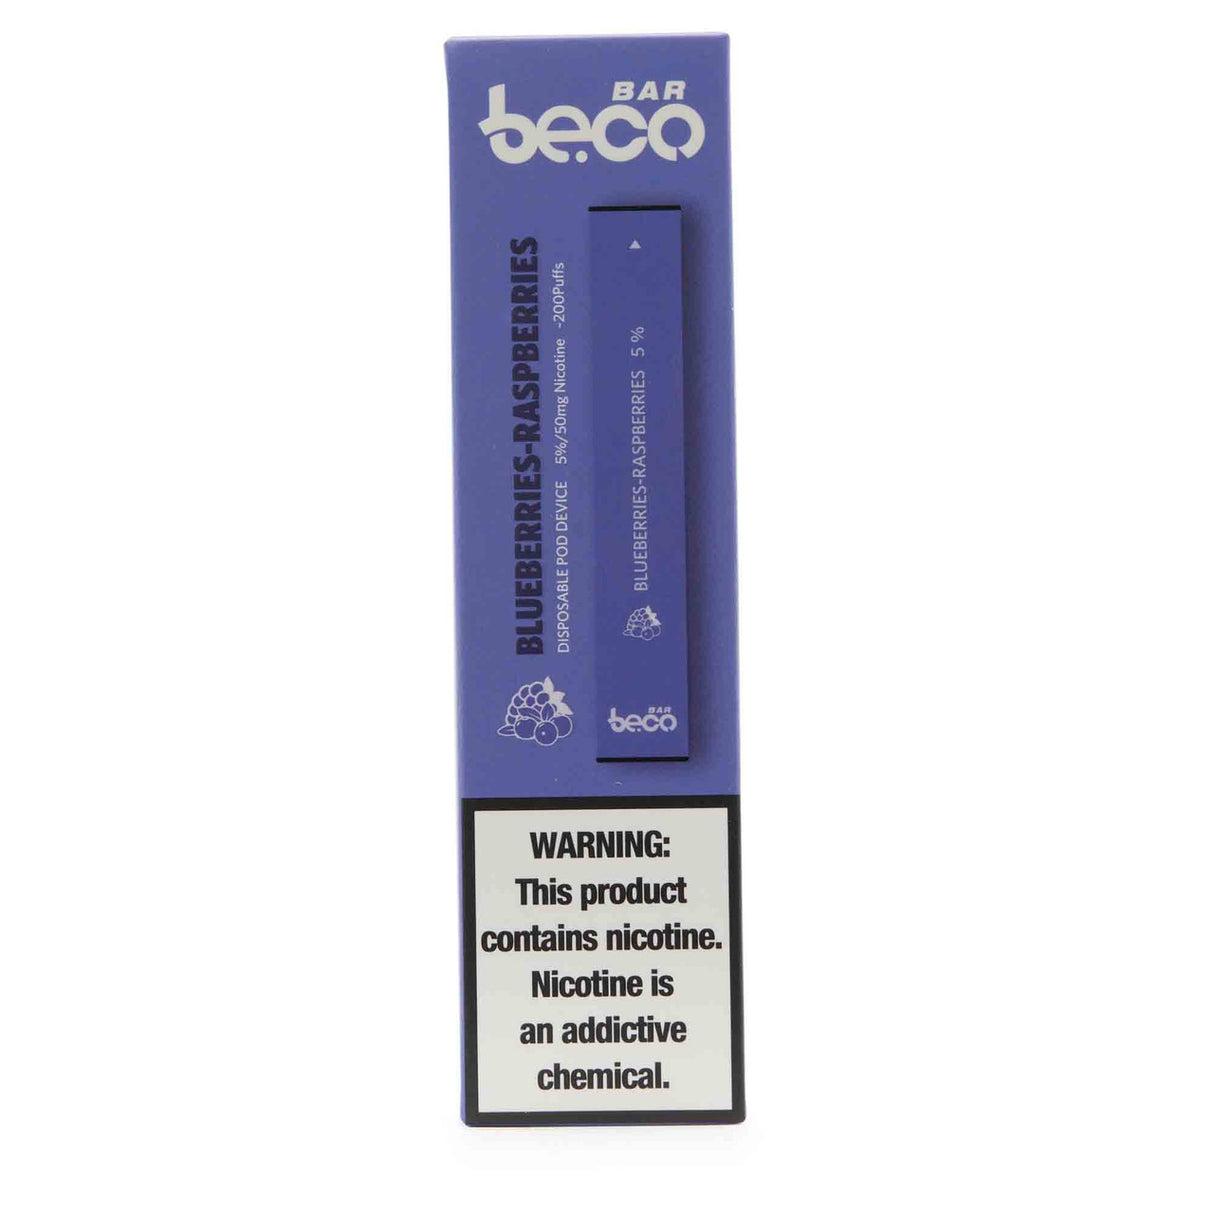 BAR
be.co
BLUEBERRIES-RASPBERRIES
DISPOSABLE POD DEVICE 5%/50mg Nicotine ~200Puffs
BLUEBERRIES-RASPBERRIES 5%
BAR
be.co
WARNING:
This product
contains nicotine.
Nicotine is
an addictive
chemical.